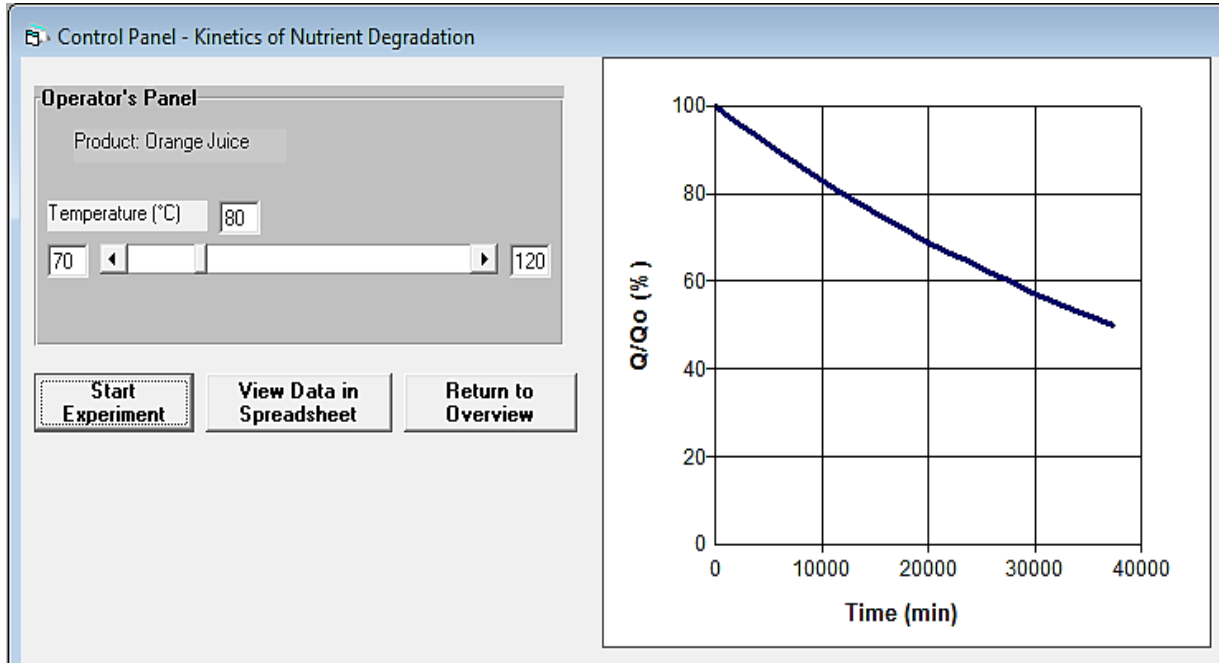 Control Panel - Kinetics of Nutrient Degradation
Operator's Panel
Product: Orange Juice
Temperature (°C) 80
70 120
Start
Experiment
View Data in
Spreadsheet
Return to
Overview
100
80
60
40
20
0
Q/Qo (% )
0 10000 20000 30000 40000
Time (min)